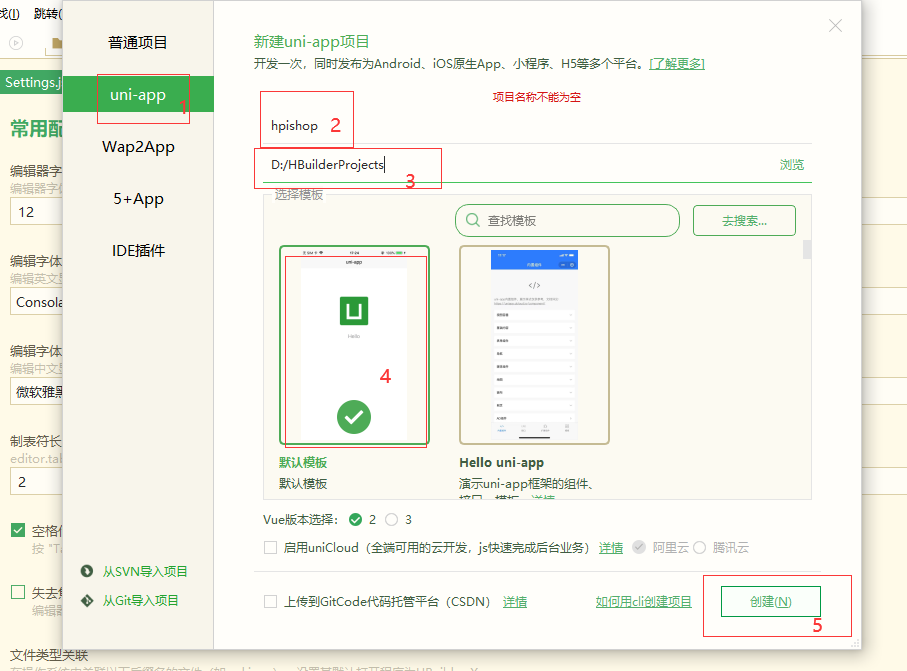 找(I) 跳转(
Settings.j
常用配
编辑器字
编辑器字体
12
编辑字体
编辑英文
Consola
编辑字体
编辑中文
微软雅黑
制表符长
editor.tab
2
空格代
按 "Ta
失去焦
编辑器
文件类型关联
普通项目
uni-app
1
Wap2App
5+App
IDE插件
从SVN导入项目
从Git导入项目
新建uni-app项目
开发一次，同时发布为Android、iOS原生App、小程序、H5等多个平台。[了解更多]
项目名称不能为空
hpishop 2
D:/HBuilderProjects
3
浏览
选择模板
查找模板
去搜索...
uni-app
Hello
4
默认模板
默认模板
</>
Hello uni-app
演示uni-app框架的组件、
接口、模板，详情
Vue版本选择： 2 3
启用uniCloud（全端可用的云开发，js快速完成后台业务）详情 阿里云 腾讯云
上传到GitCode代码托管平台（CSDN） 详情
如何用cli创建项目
创建(N)
5